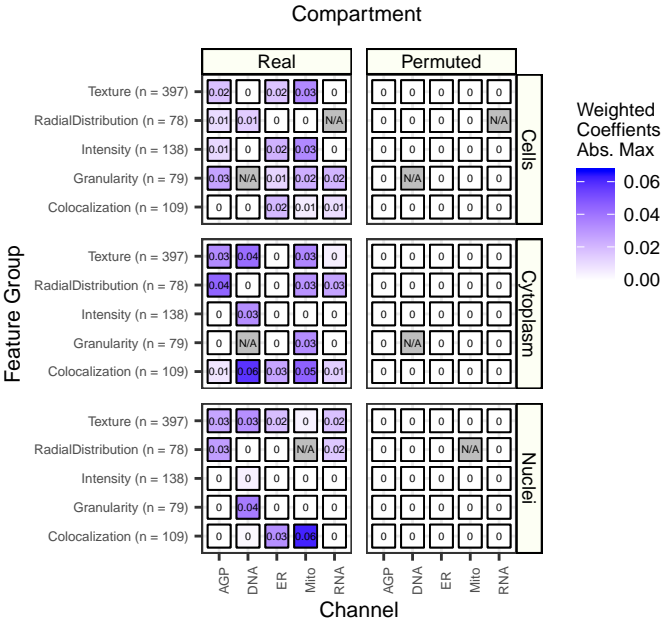 Compartment
Real Permuted
Texture (n = 397) 0.02 0 0.02 0.03 0 0 0 0 0 0
RadialDistribution (n = 78) 0.01 0.01 0 0 N/A 0 0 0 0 N/A
Intensity (n = 138) 0.01 0 0.02 0.03 0 0 0 0 0 0
Granularity (n = 79) 0.03 N/A 0.01 0.02 0.02 0 N/A 0 0 0
Colocalization (n = 109) 0 0 0.02 0.01 0.01 0 0 0 0 0
Cells
Texture (n = 397) 0.03 0.04 0 0.03 0 0 0 0 0 0
RadialDistribution (n = 78) 0.04 0 0 0.03 0.03 0 0 0 0 0
Intensity (n = 138) 0 0.03 0 0 0 0 0 0 0 0
Granularity (n = 79) 0 N/A 0 0.03 0 0 N/A 0 0 0
Colocalization (n = 109) 0.01 0.06 0.03 0.05 0.01 0 0 0 0 0
Cytoplasm
Texture (n = 397) 0.03 0.03 0.02 0 0.02 0 0 0 0 0
RadialDistribution (n = 78) 0.03 0 0 N/A 0.02 0 0 0 N/A 0
Intensity (n = 138) 0 0 0 0 0 0 0 0 0 0
Granularity (n = 79) 0 0.04 0 0 0 0 0 0 0 0
Colocalization (n = 109) 0 0 0.03 0.06 0 0 0 0 0 0
Nuclei
AGP DNA ER Mito RNA AGP DNA ER Mito RNA
Channel
Feature Group
Weighted
Coeffients
Abs. Max
0.06
0.04
0.02
0.00